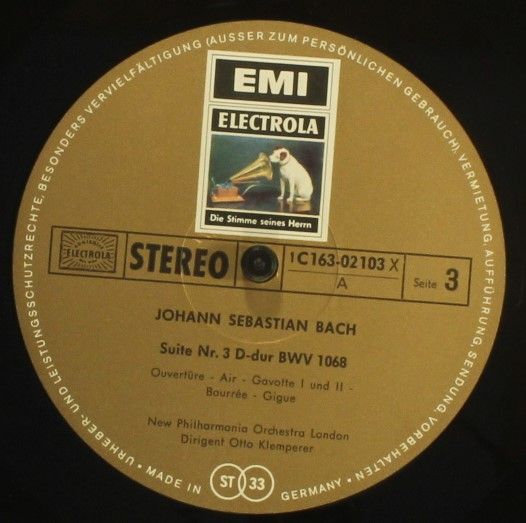 EMI
ELECTROLA
Die Stimme seines Herrn
ELECTROLA
STEREO
1C163-02103 X
A
Seite 3
JOHANN SEBASTIAN BACH
Suite Nr. 3 D-dur BWV 1068
Ouvertüre - Air - Gavotte I und II -
Bourrée - Gigue
New Philharmonia Orchestra London
Dirigent Otto Klemperer
URHEBER- UND LEISTUNGSSCHUTZRECHTE, BESONDERS VERVIELFÄLTIGUNG (AUSSER ZUM PERSÖNLICHEN GEBRAUCH), VERMIETUNG, AUFFÜHRUNG, SENDUNG, VORBEHALTEN •
• MADE IN
ST 33
GERMANY •